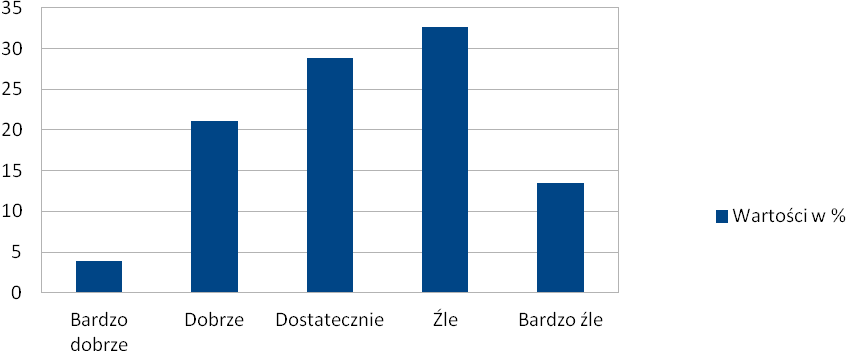 35
30
25
20
15
10
5
0
Bardzo dobrze
Dobrze
Dostatecznie
Źle
Bardzo źle
Wartości w %